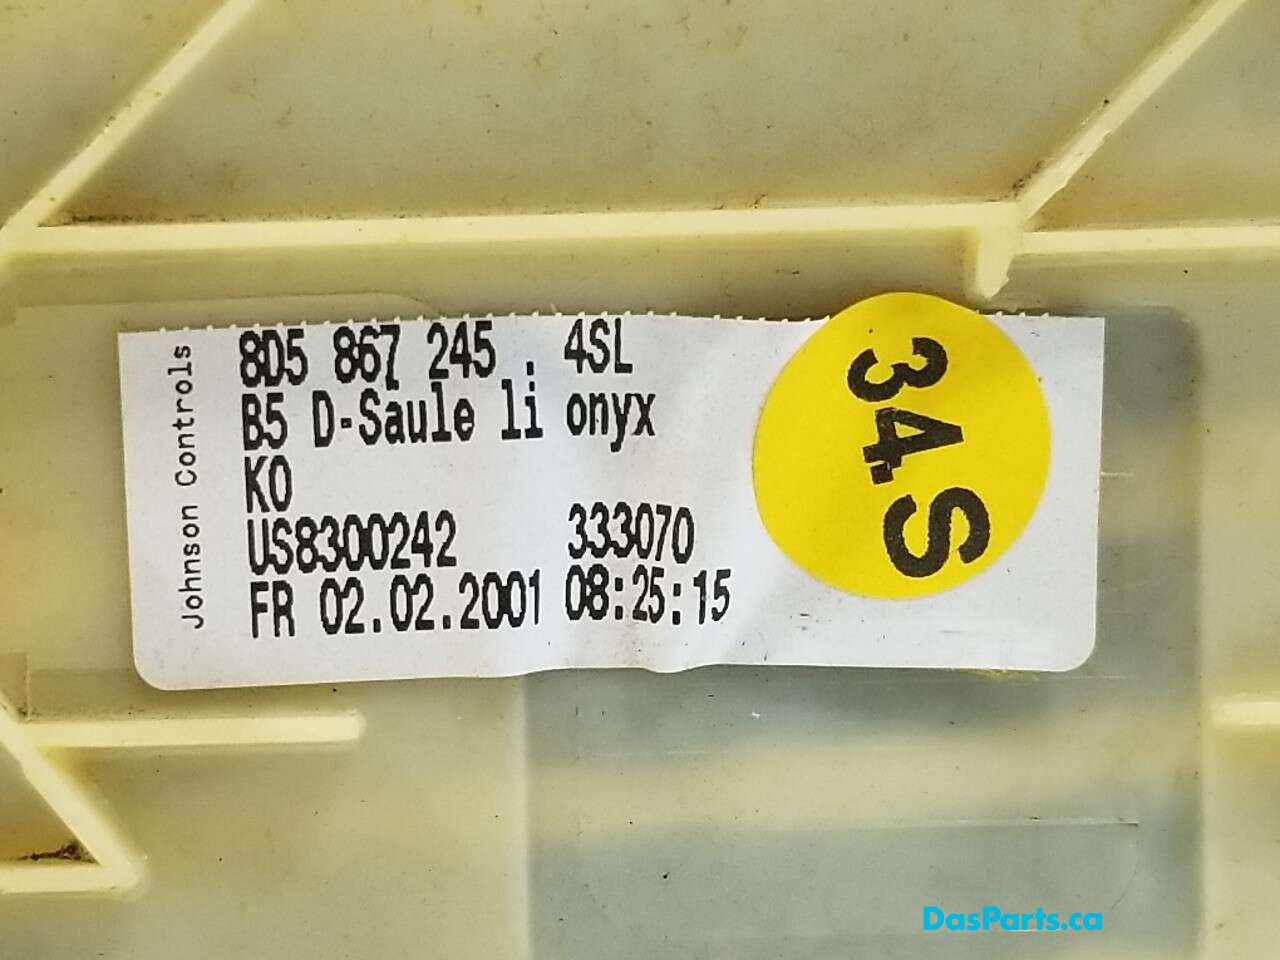 Johnson Controls
8D5 867 245 . 4SL
B5 D-Saule li onyx
KO
US8300242 333070
FR 02.02.2001 08:25:15
34S
DasParts.ca